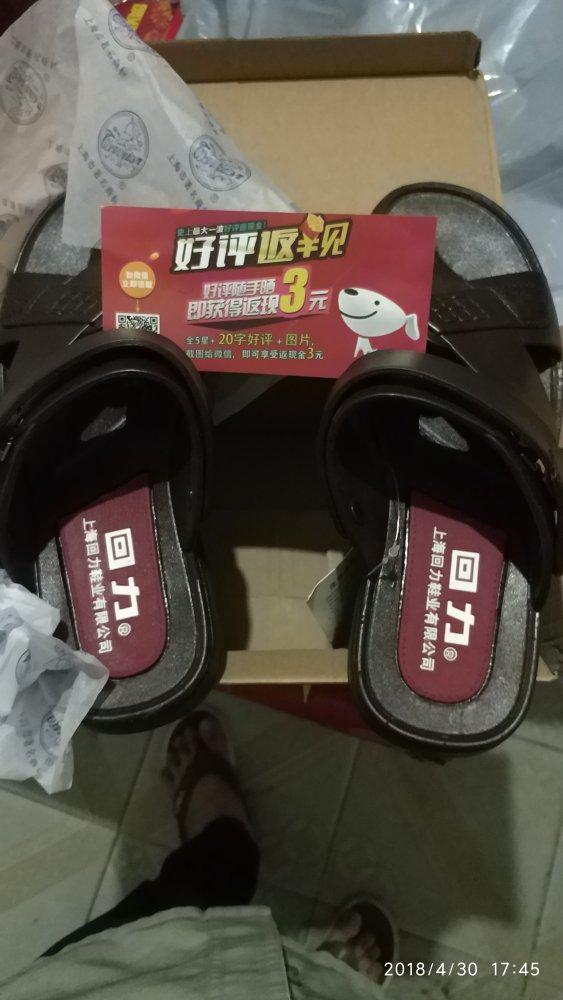 史上最大一波好评返现金!
好评返现
加微信
立即领取
好评随手晒
即获得返现3元
全5星+20字好评+图片,
截图给微信, 即可享受返现金3元
回力®
上海回力鞋业有限公司
回力®
上海回力鞋业有限公司
2018/4/30 17:45